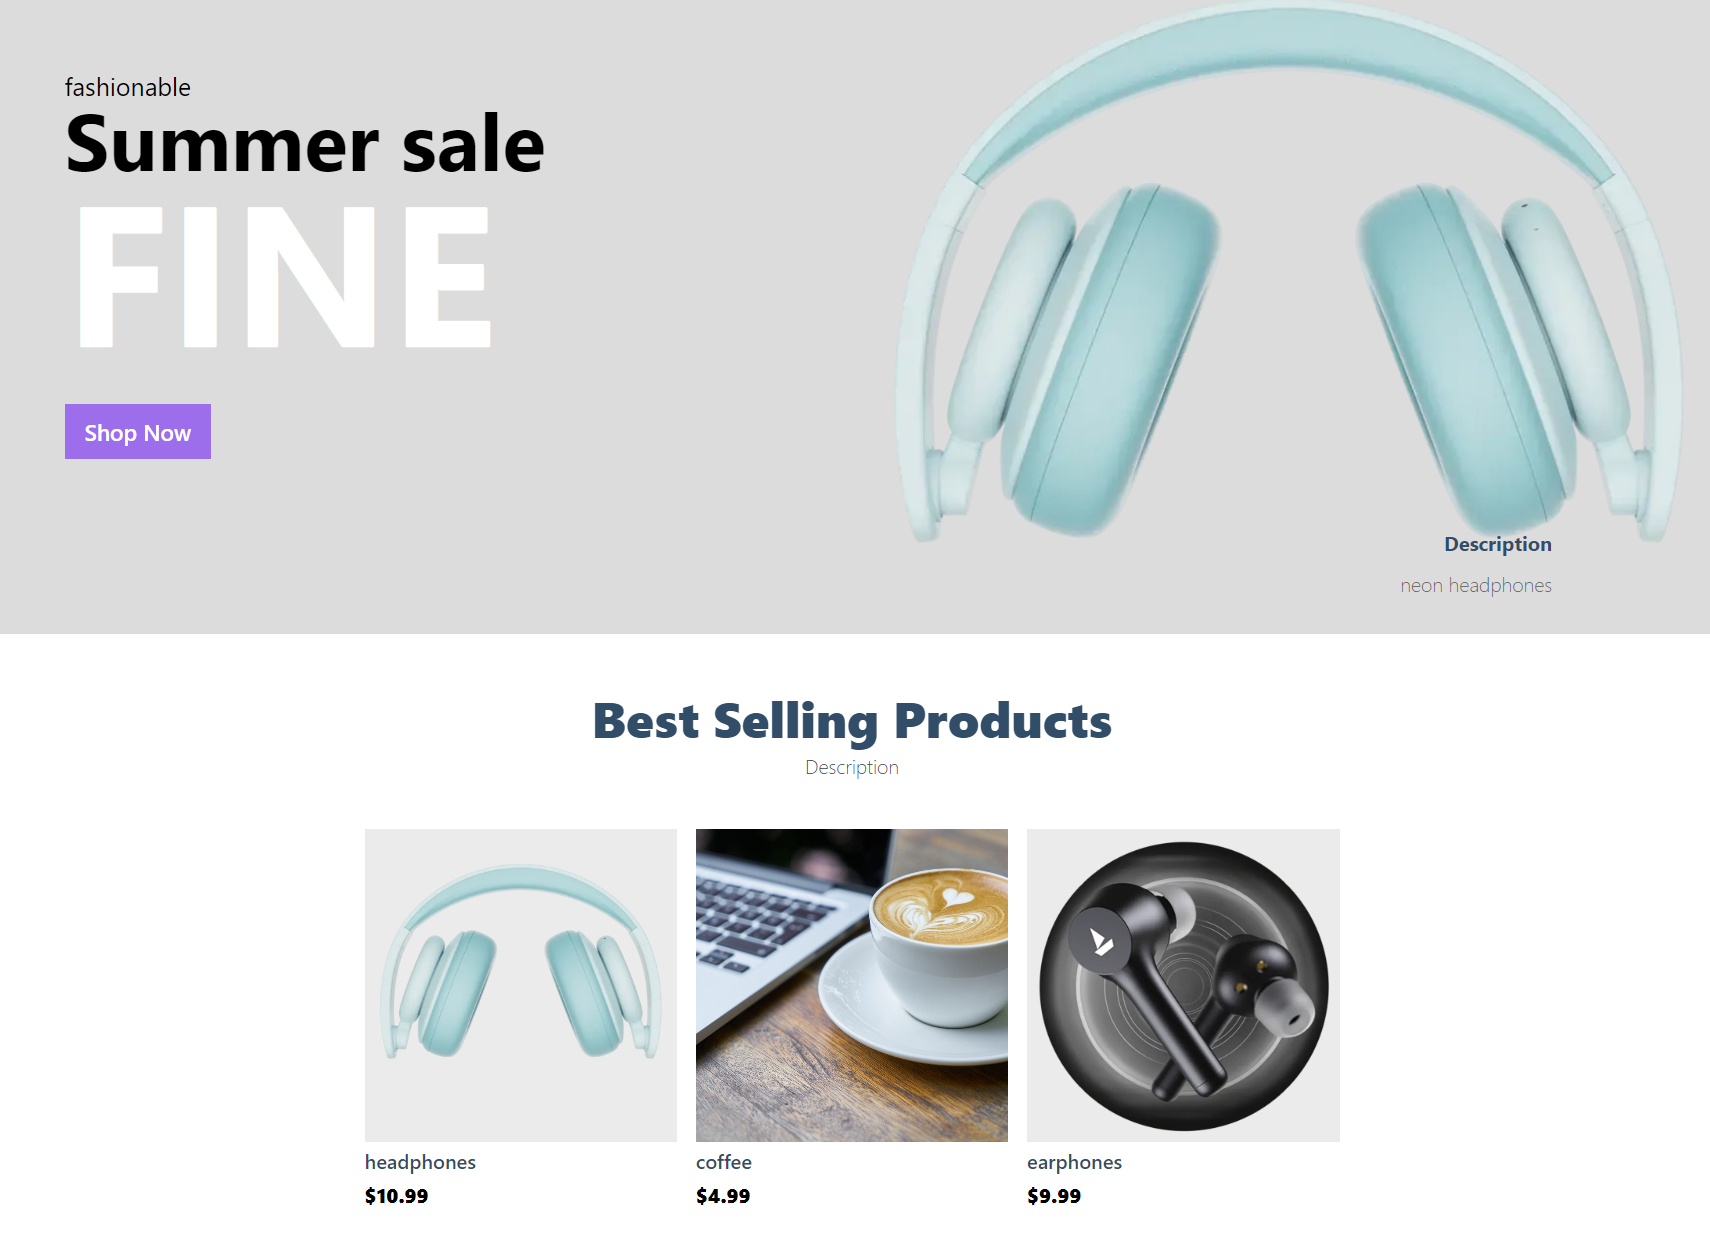 fashionable
Summer sale
FINE
Shop Now
Description
neon headphones
Best Selling Products
Description
headphones
$10.99
coffee
$4.99
earphones
$9.99